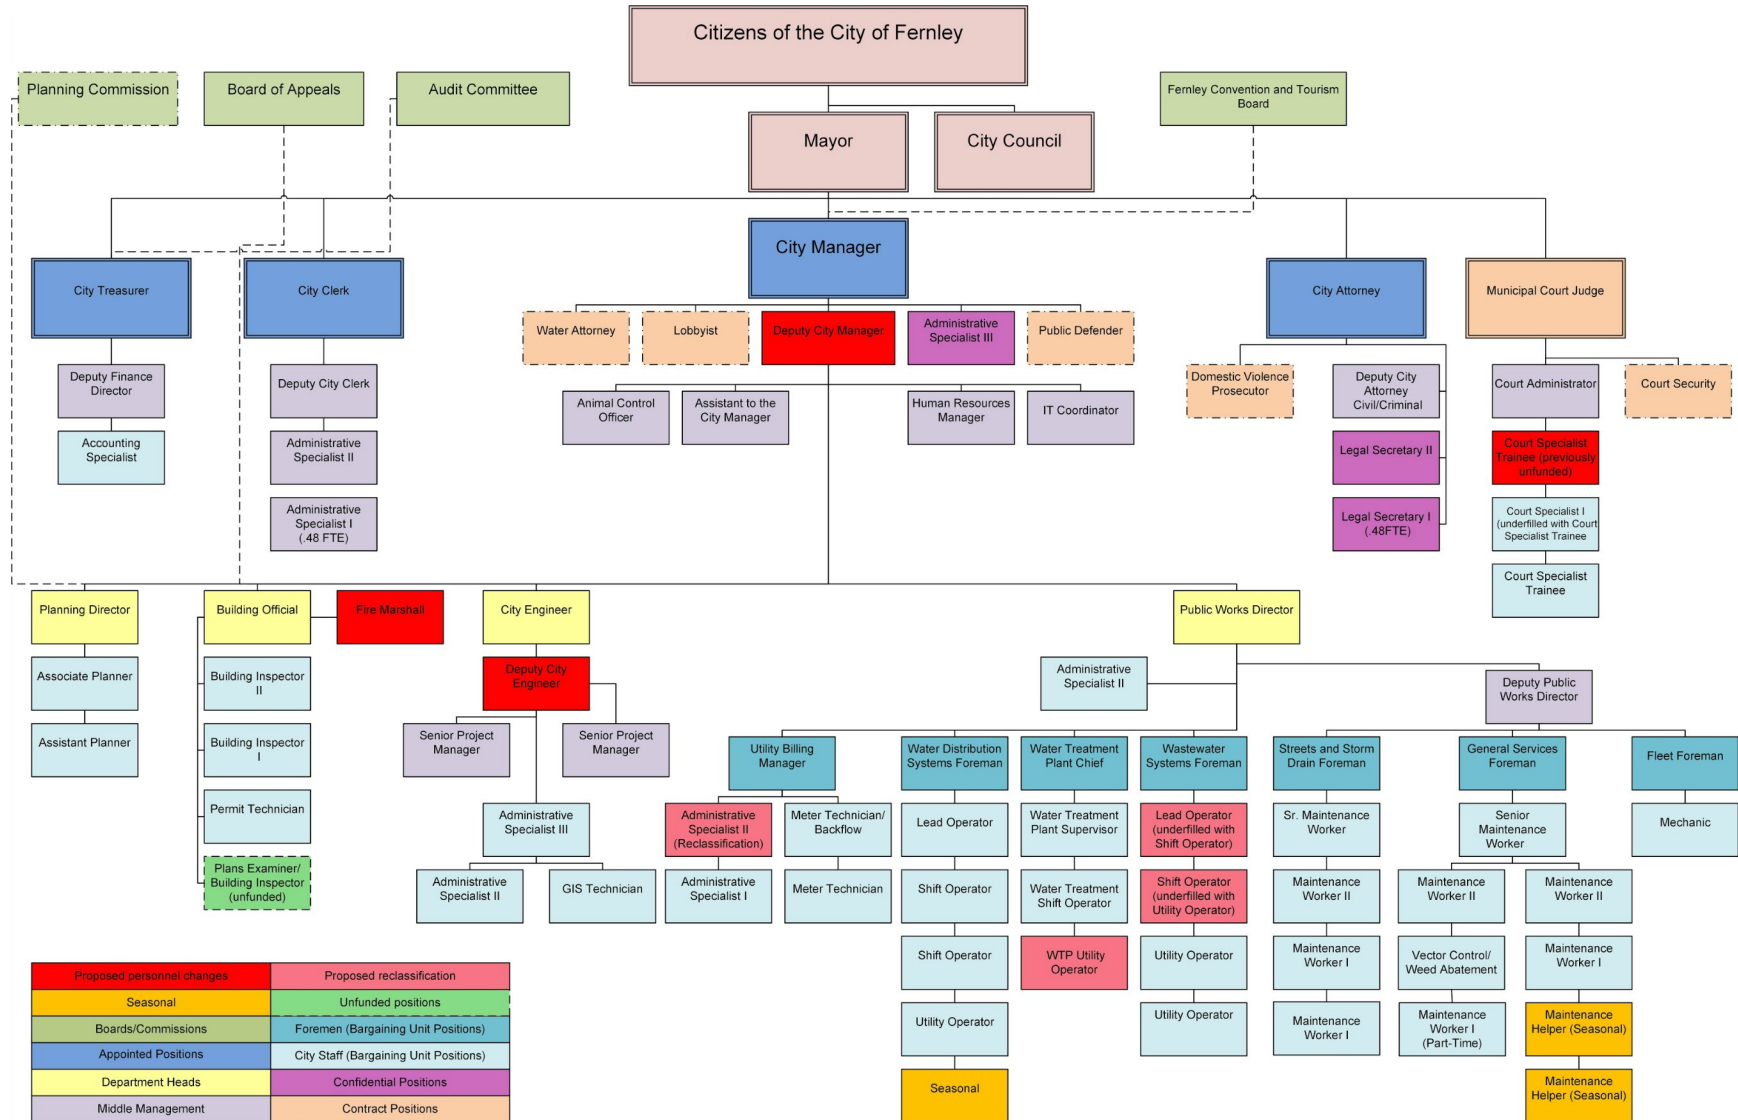 Citizens of the City of Fernley
Planning Commission
Board of Appeals
Audit Committee
Fernley Convention and Tourism
Board
Mayor
City Council
City Manager
City Treasurer
City Clerk
City Attorney
Municipal Court Judge
Water Attorney
Lobbyist
Deputy City Manager
Administrative
Specialist III
Public Defender
Deputy Finance
Director
Deputy City Clerk
Domestic Violence
Prosecutor
Deputy City
Attorney
Civil/Criminal
Court Administrator
Court Security
Animal Control
Officer
Assistant to the
City Manager
Human Resources
Manager
IT Coordinator
Accounting
Specialist
Administrative
Specialist II
Legal Secretary II
Court Specialist
Trainee (previously
unfunded)
Administrative
Specialist I
(.48 FTE)
Legal Secretary I
(.48FTE)
Court Specialist I
(underfilled with Court
Specialist Trainee
Court Specialist
Trainee
Planning Director
Building Official
Fire Marshall
City Engineer
Public Works Director
Associate Planner
Building Inspector
II
Deputy City
Engineer
Administrative
Specialist II
Deputy Public
Works Director
Assistant Planner
Building Inspector
I
Senior Project
Manager
Senior Project
Manager
Utility Billing
Manager
Water Distribution
Systems Foreman
Water Treatment
Plant Chief
Wastewater
Systems Foreman
Streets and Storm
Drain Foreman
General Services
Foreman
Fleet Foreman
Permit Technician
Administrative
Specialist III
Administrative
Specialist II
(Reclassification)
Meter Technician/
Backflow
Lead Operator
Water Treatment
Plant Supervisor
Lead Operator
(underfilled with
Shift Operator)
Sr. Maintenance
Worker
Senior
Maintenance
Worker
Mechanic
Plans Examiner/
Building Inspector
(unfunded)
Administrative
Specialist II
GIS Technician
Administrative
Specialist I
Meter Technician
Shift Operator
Water Treatment
Shift Operator
Shift Operator
(underfilled with
Utility Operator)
Maintenance
Worker II
Maintenance
Worker II
Maintenance
Worker II
Shift Operator
WTP Utility
Operator
Utility Operator
Maintenance
Worker I
Vector Control/
Weed Abatement
Maintenance
Worker I
Utility Operator
Utility Operator
Maintenance
Worker I
Maintenance
Worker I
(Part-Time)
Maintenance
Helper (Seasonal)
Seasonal
Maintenance
Helper (Seasonal)
Proposed personnel changes
Proposed reclassification
Seasonal
Unfunded positions
Boards/Commissions
Foremen (Bargaining Unit Positions)
Appointed Positions
City Staff (Bargaining Unit Positions)
Department Heads
Confidential Positions
Middle Management
Contract Positions